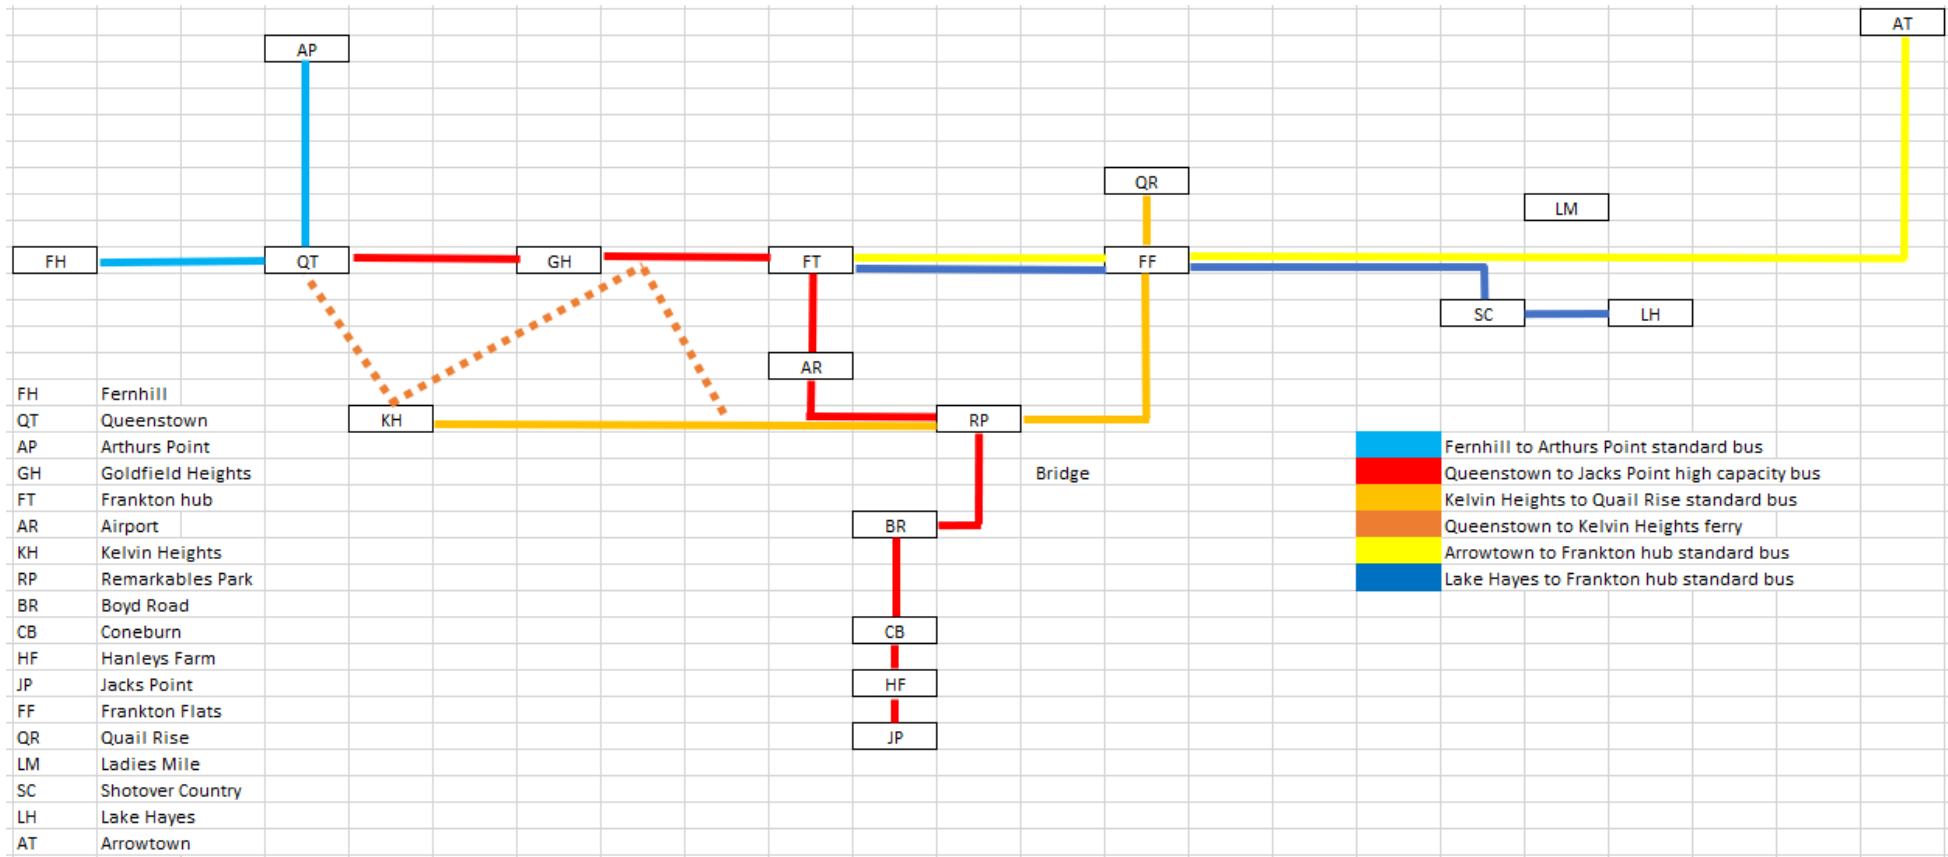 AT
AP
QR
LM
FH QT GH FT FF
SC LH
AR
FH Fernhill
QT Queenstown KH RP
AP Arthurs Point Fernhill to Arthurs Point standard bus
GH Goldfield Heights Bridge Queenstown to Jacks Point high capacity bus
FT Frankton hub Kelvin Heights to Quail Rise standard bus
AR Airport BR Queenstown to Kelvin Heights ferry
KH Kelvin Heights Arrowtown to Frankton hub standard bus
RP Remarkables Park Lake Hayes to Frankton hub standard bus
BR Boyd Road
CB Coneburn CB
HF Hanleys Farm
JP Jacks Point HF
FF Frankton Flats
QR Quail Rise JP
LM Ladies Mile
SC Shotover Country
LH Lake Hayes
AT Arrowtown